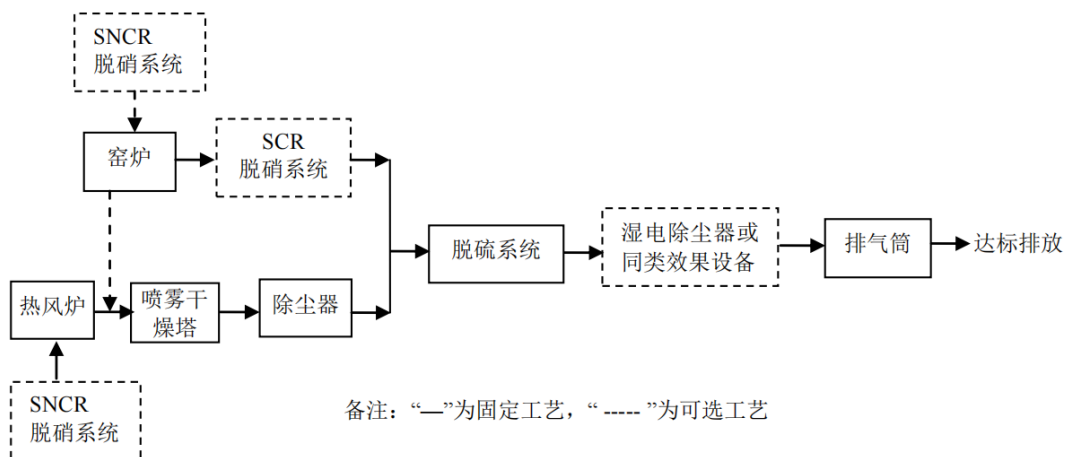 SNCR
脱硝系统
窑炉
SCR
脱硝系统
脱硫系统
湿电除尘器或
同类效果设备
排气筒
达标排放
热风炉
喷雾干
燥塔
除尘器
SNCR
脱硝系统
备注：“—”为固定工艺，“ ----- ”为可选工艺